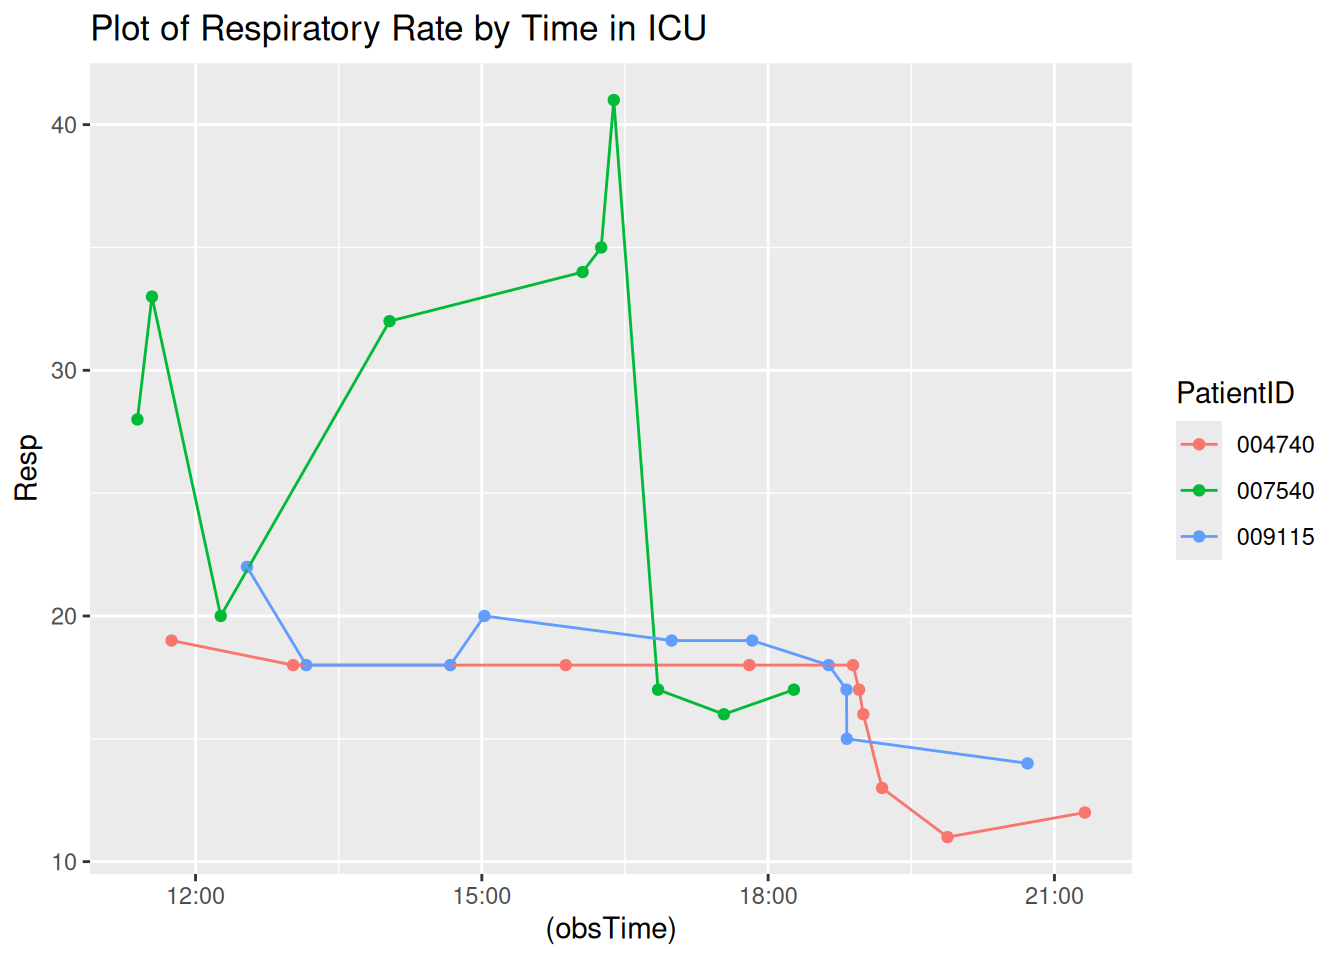 Plot of Respiratory Rate by Time in ICU
40
30
20
10
Resp
12:00
15:00
18:00
21:00
(obsTime)
PatientID
004740
007540
009115